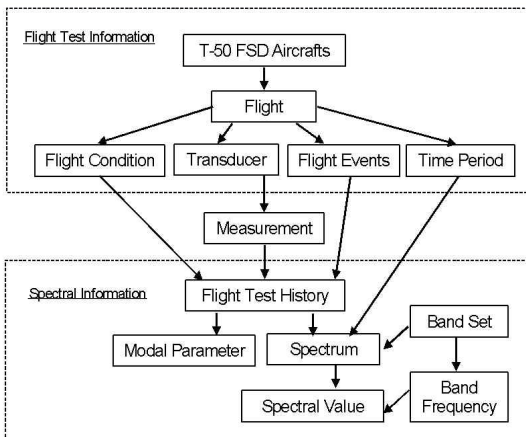 Flight Test Information
T-50 FSD Aircrafts
Flight
Flight Condition
Transducer
Flight Events
Time Period
Measurement
Spectral Information
Flight Test History
Modal Parameter
Spectrum
Band Set
Spectral Value
Band
Frequency